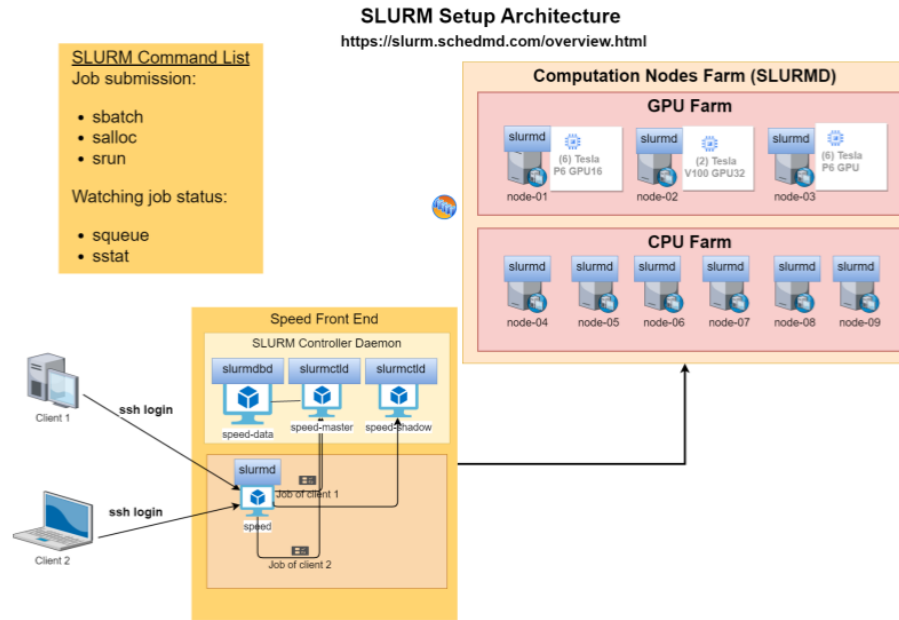 SLURM Setup Architecture
https://slurm.schedmd.com/overview.html
SLURM Command List
Job submission:
• sbatch
• salloc
• srun
Watching job status:
• squeue
• sstat
Computation Nodes Farm (SLURMD)
GPU Farm
slurmd
(6) Tesla
P6 GPU16
node-01
slurmd
(2) Tesla
V100 GPU32
node-02
slurmd
(6) Tesla
P6 GPU
node-03
CPU Farm
slurmd
node-04
slurmd
node-05
slurmd
node-06
slurmd
node-07
slurmd
node-08
slurmd
node-09
Speed Front End
SLURM Controller Daemon
slurmdbd
speed-data
slurmctld
speed-master
slurmctld
speed-shadow
slurmd
speed
Job of client 1
Job of client 2
Client 1
ssh login
ssh login
Client 2